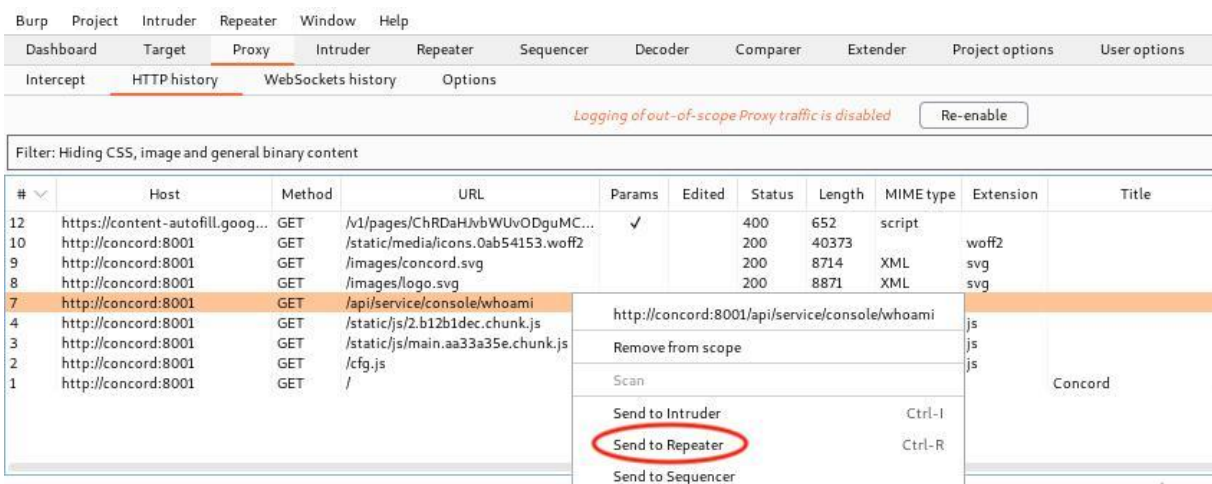 Burp Project Intruder Repeater Window Help
Dashboard Target Proxy Intruder Repeater Sequencer Decoder Comparer Extender Project options User options
Intercept HTTP history WebSockets history Options
Logging of out-of-scope Proxy traffic is disabled Re-enable
Filter: Hiding CSS, image and general binary content
# Host Method URL Params Edited Status Length MIME type Extension Title
12 https://content-autofill.goog... GET /v1/pages/ChRDaHJvbWUvODguMC... ✓ 400 652 script
10 http://concord:8001 GET /static/media/icons.0ab54153.woff2 200 40373 woff2
9 http://concord:8001 GET /images/concord.svg 200 8714 XML svg
8 http://concord:8001 GET /images/logo.svg 200 8871 XML svg
7 http://concord:8001 GET /api/service/console/whoami
4 http://concord:8001 GET /static/js/2.b12b1dec.chunk.js js
3 http://concord:8001 GET /static/js/main.aa33a35e.chunk.js js
2 http://concord:8001 GET /cfg.js js
1 http://concord:8001 GET / Concord
http://concord:8001/api/service/console/whoami
Remove from scope
Scan
Send to Intruder Ctrl-I
Send to Repeater Ctrl-R
Send to Sequencer